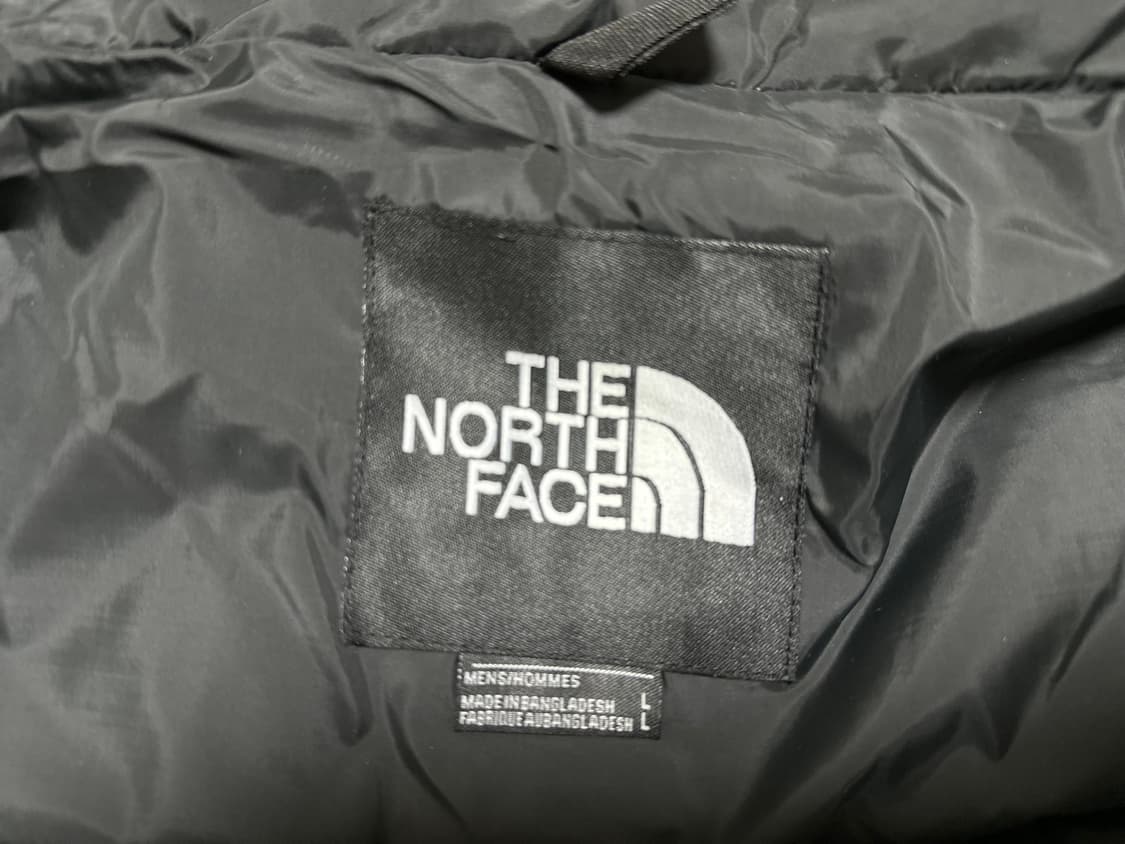 THE
NORTH
FACE
MENS/HOMMES
MADE IN BANGLADESH L
FABRIQUE AU BANGLADESH L